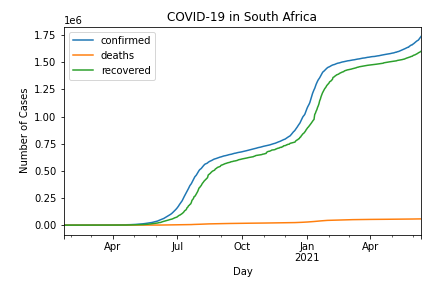 COVID-19 in South Africa
1e6
confirmed
deaths
recovered
1.75
1.50
1.25
1.00
0.75
0.50
0.25
0.00
Number of Cases
Apr Jul Oct Jan Apr
2021
Day